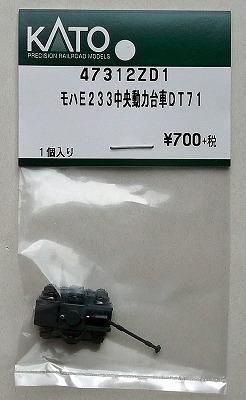 KATO
PRECISION RAILROAD MODELS
47312ZD1
モハE233中央動力台車DT71
¥700+税
1個入り